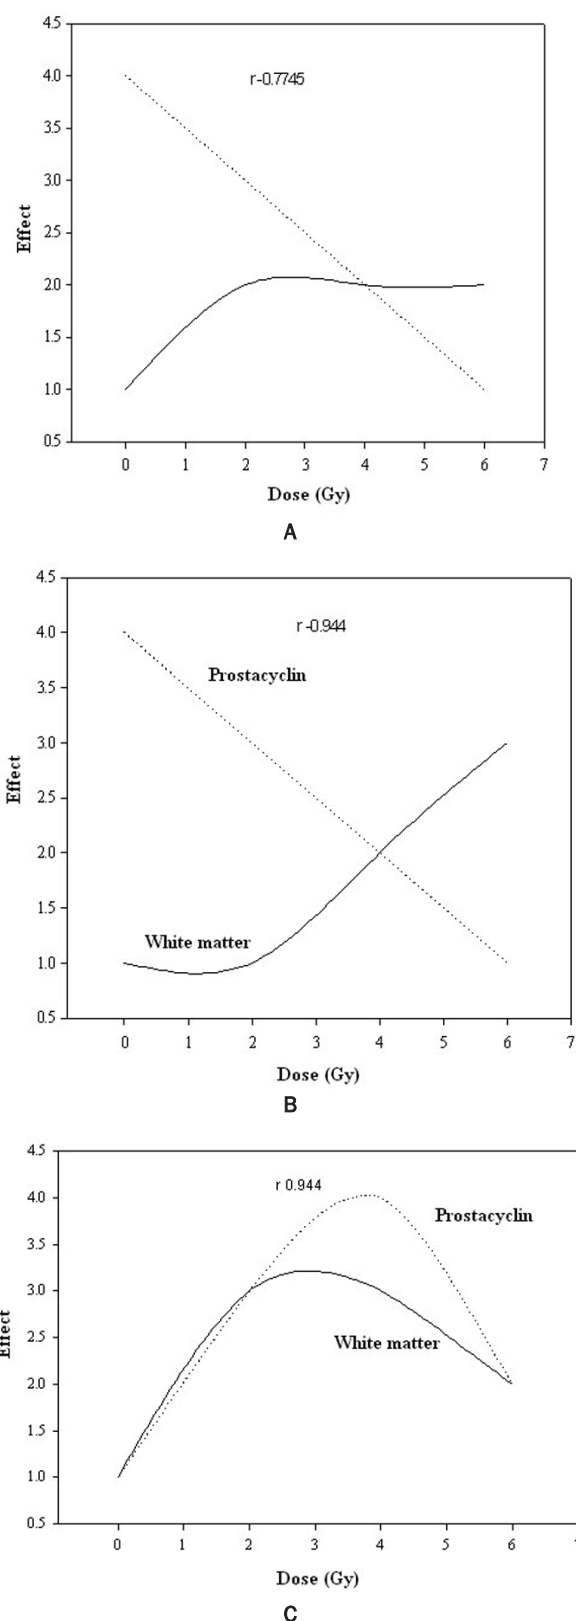 4.5
4.0
r-0.7745
3.5
3.0
Effect
2.5
2.0
1.5
1.0
0.5
0 1 2 3 4 5 6 7
Dose (Gy)
A
4.5
4.0
r -0.944
Prostacyclin
3.5
3.0
Effect
2.5
2.0
1.5
White matter
1.0
0.5
0 1 2 3 4 5 6 7
Dose (Gy)
B
4.5
r 0.944
4.0
Prostacyclin
3.5
3.0
Effect
White matter
2.5
2.0
1.5
1.0
0.5
0 1 2 3 4 5 6
Dose (Gy)
C